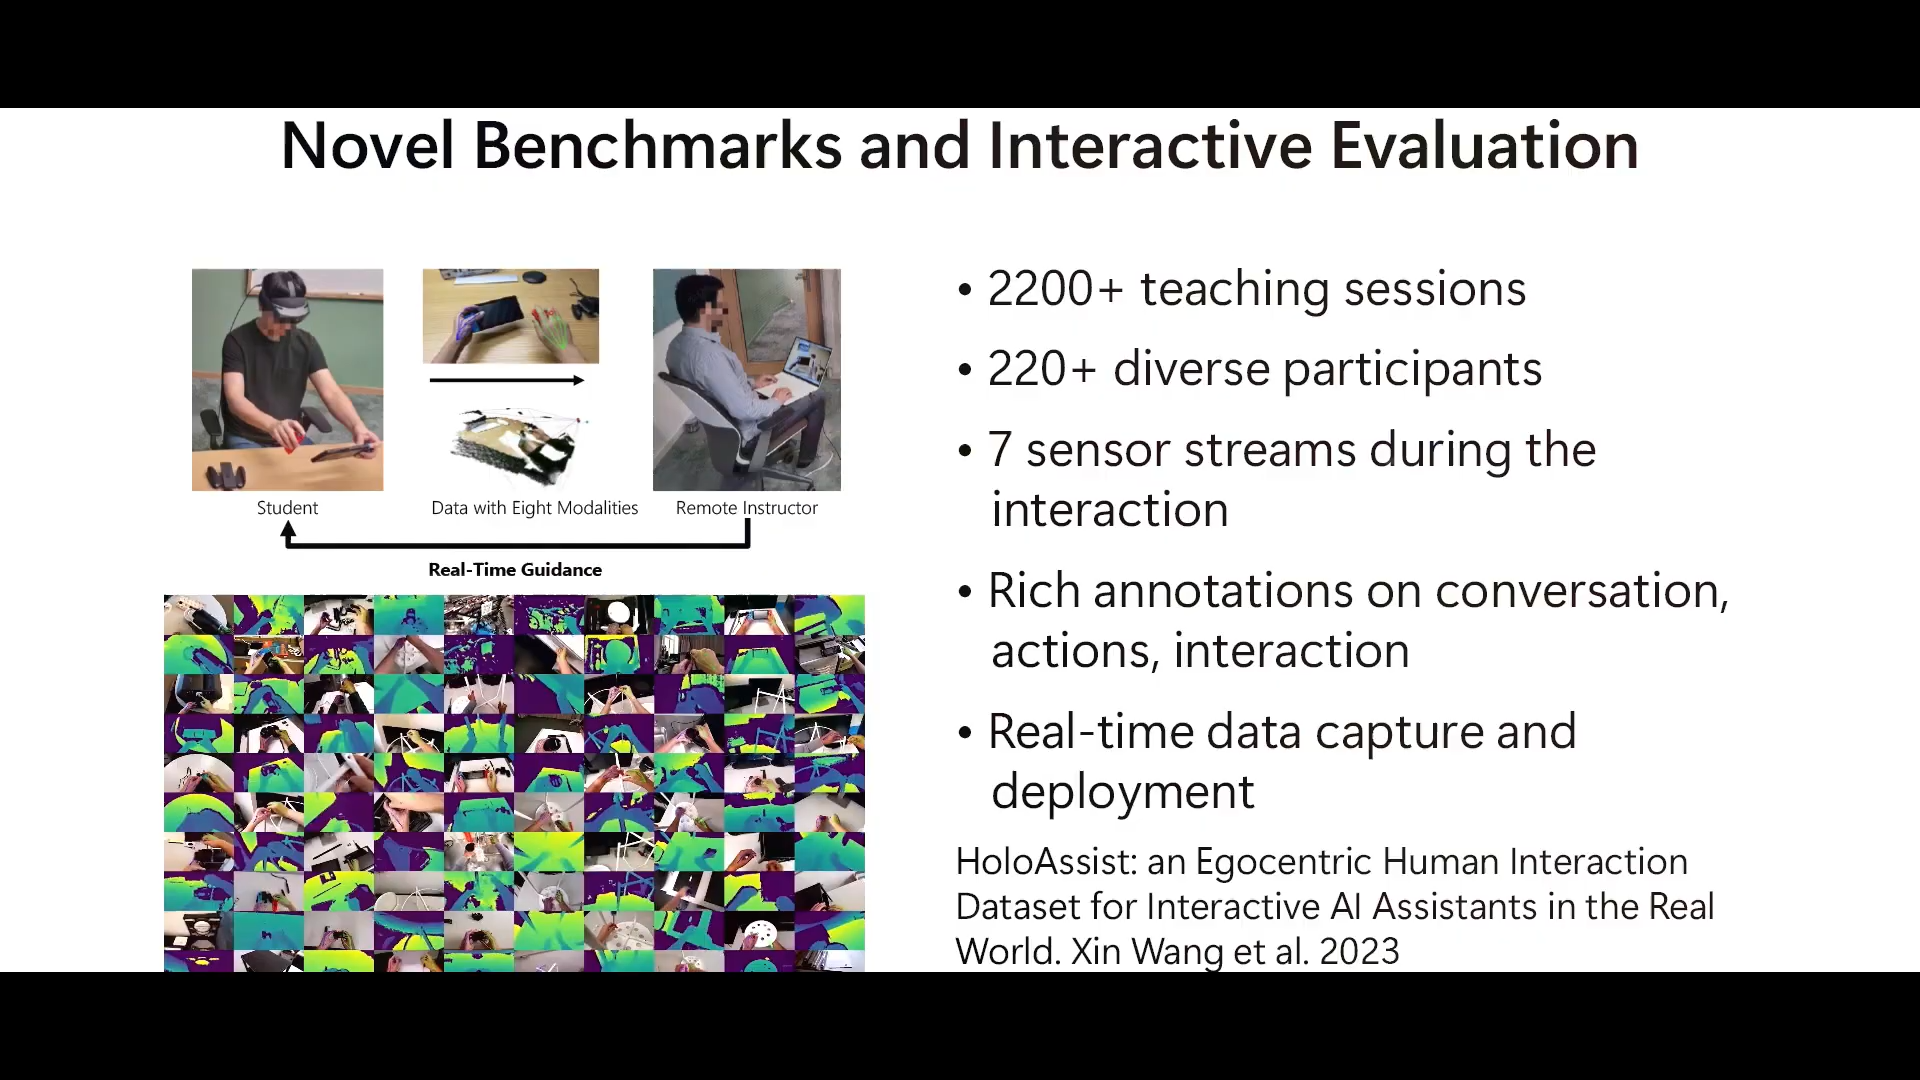 Novel Benchmarks and Interactive Evaluation
Student
Data with Eight Modalities
Remote Instructor
Real-Time Guidance
• 2200+ teaching sessions
• 220+ diverse participants
• 7 sensor streams during the
interaction
• Rich annotations on conversation,
actions, interaction
• Real-time data capture and
deployment
HoloAssist: an Egocentric Human Interaction
Dataset for Interactive AI Assistants in the Real
World. Xin Wang et al. 2023